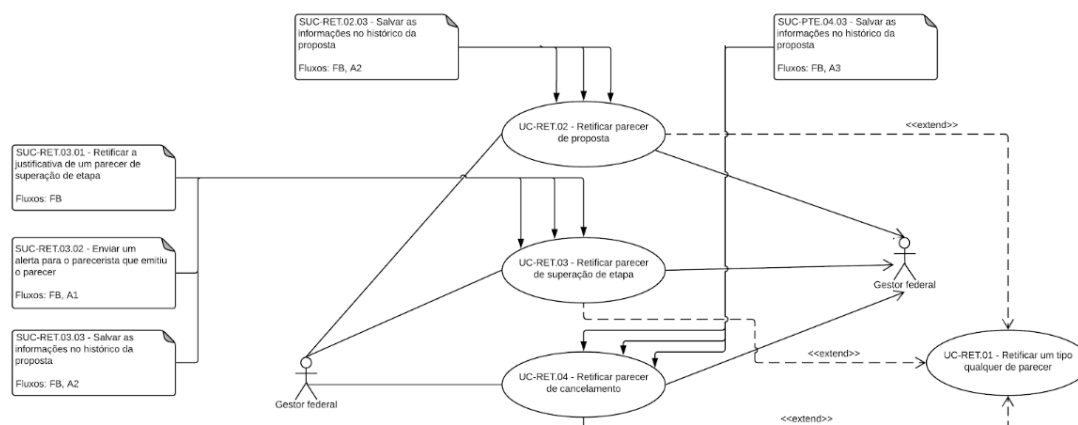 SUC-RET.02.03 - Salvar as
informações no histórico da
proposta
Fluxos: FB, A2
SUC-PTE.04.03 - Salvar as
informações no histórico da
proposta
Fluxos: FB, A3
UC-RET.02 - Retificar parecer
de proposta
<<extend>>
SUC-RET.03.01 - Retificar a
justificativa de um parecer de
superação de etapa
Fluxos: FB
SUC-RET.03.02 - Enviar um
alerta para o parecerista que emitiu
o parecer
Fluxos: FB, A1
UC-RET.03 - Retificar parecer
de superação de etapa
Gestor federal
SUC-RET.03.03 - Salvar as
informações no histórico da
proposta
Fluxos: FB, A2
<<extend>>
UC-RET.01 - Retificar um tipo
qualquer de parecer
UC-RET.04 - Retificar parecer
de cancelamento
Gestor federal
<<extend>>